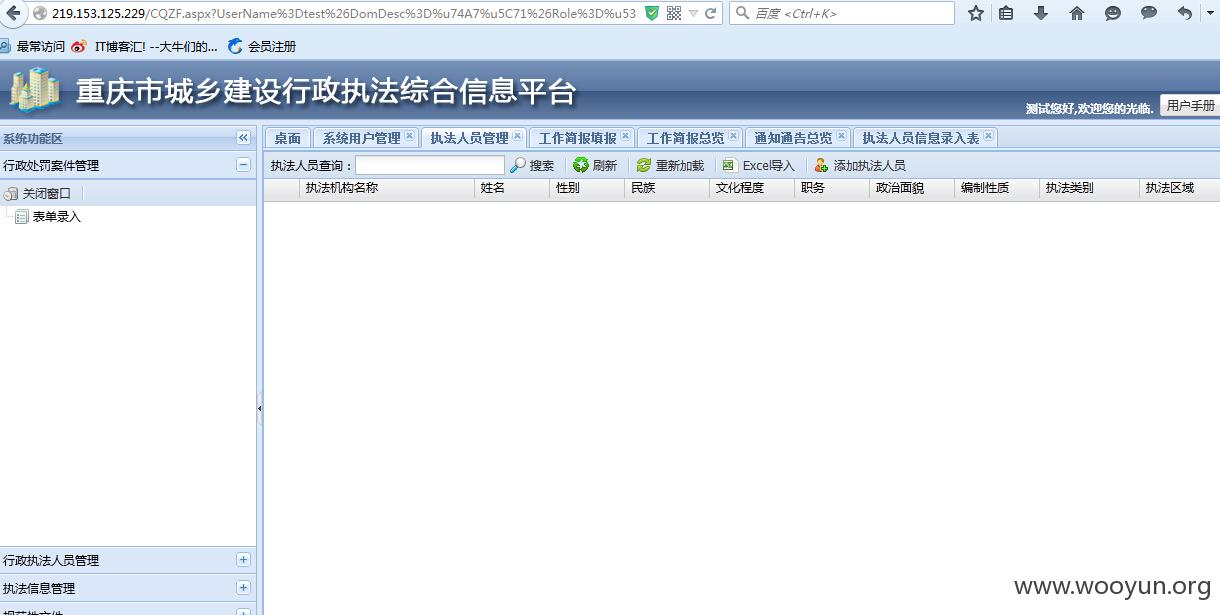 219.153.125.229/CQZF.aspx?UserName%3Dtest%26DomDesc%3D%u74A7%u5C71%26Role%3D%u53
百度 <Ctrl+K>
最常访问 IT博客汇! --大牛们的... 会员注册
重庆市城乡建设行政执法综合信息平台
测试您好,欢迎您的光临. 用户手册
系统功能区
桌面 系统用户管理 执法人员管理 工作简报填报 工作简报总览 通知通告总览 执法人员信息录入表
行政处罚案件管理
执法人员查询: 搜索 刷新 重新加载 Excel导入 添加执法人员
关闭窗口
执法机构名称 姓名 性别 民族 文化程度 职务 政治面貌 编制性质 执法类别 执法区域
表单录入
行政执法人员管理
执法信息管理
规范性文件
www.wooyun.org